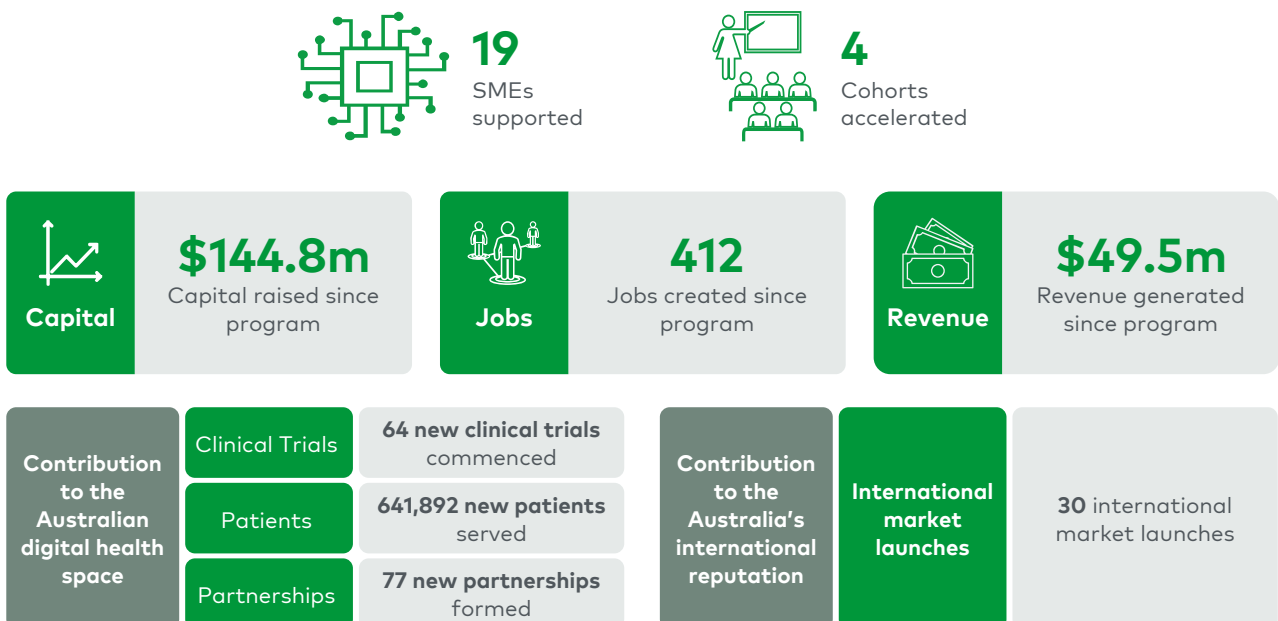 19
SMEs
supported
4
Cohorts
accelerated
Capital
$144.8m
Capital raised since
program
Jobs
412
Jobs created since
program
Revenue
$49.5m
Revenue generated
since program
Contribution
to the
Australian
digital health
space
Clinical Trials
64 new clinical trials
commenced
Patients
641,892 new patients
served
Partnerships
77 new partnerships
formed
Contribution
to the
Australia's
international
reputation
International
market
launches
30 international
market launches